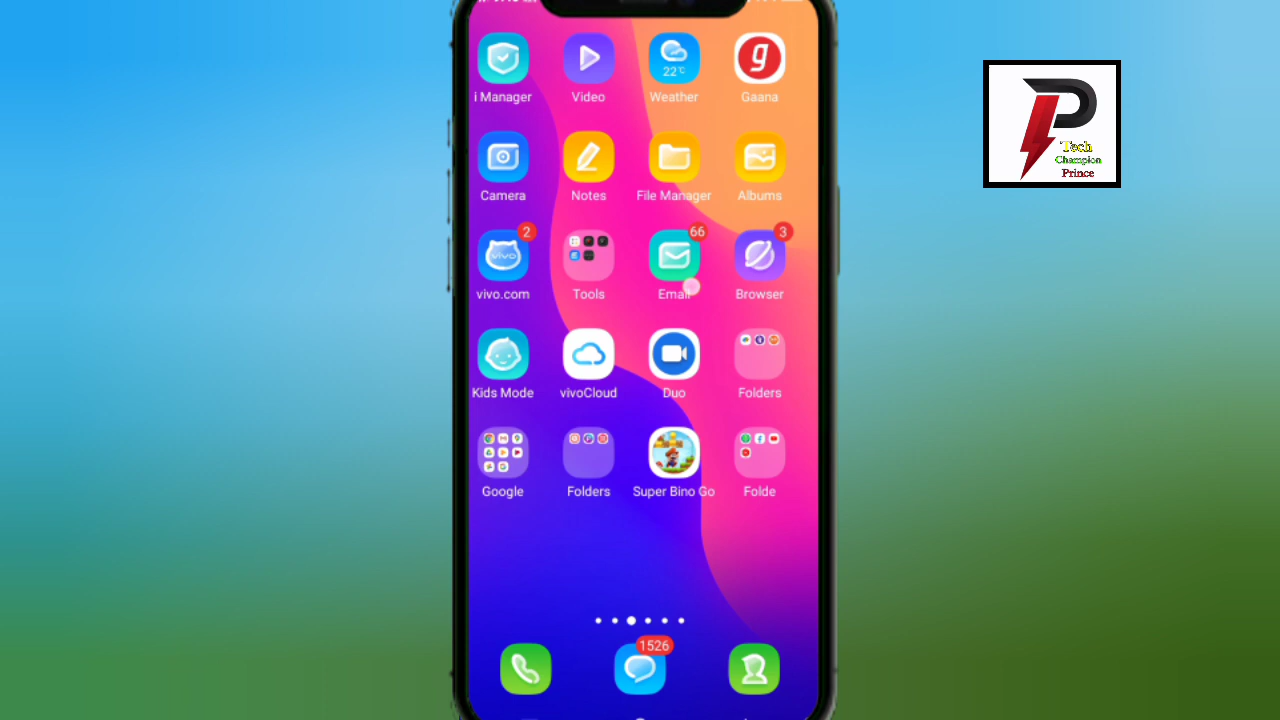 22°C
i Manager
Video
Weather
Gaana
Camera
Notes
File Manager
Albums
2
vivo
66
3
vivo.com
Tools
Email
Browser
Kids Mode
vivoCloud
Duo
Folders
Google
Folders
Super Bino Go
Folde
1526
Tech
Champion
Prince